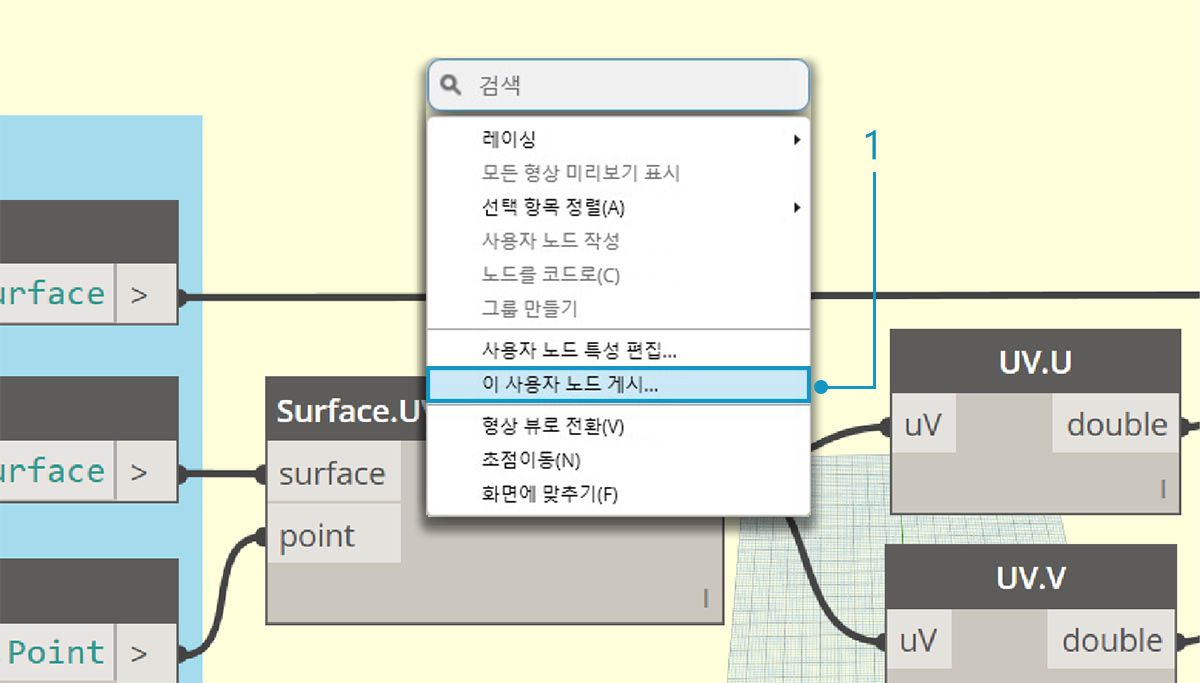 검색
레이싱
모든 형상 미리보기 표시
선택 항목 정렬(A)
사용자 노드 작성
노드를 코드로(C)
그룹 만들기
사용자 노드 특성 편집...
이 사용자 노드 게시...
형상 뷰로 전환(V)
초점이동(N)
화면에 맞추기(F)
1
urface >
urface >
Point >
Surface.UV
surface
point
l
UV.U
uV double
l
UV.V
uV double